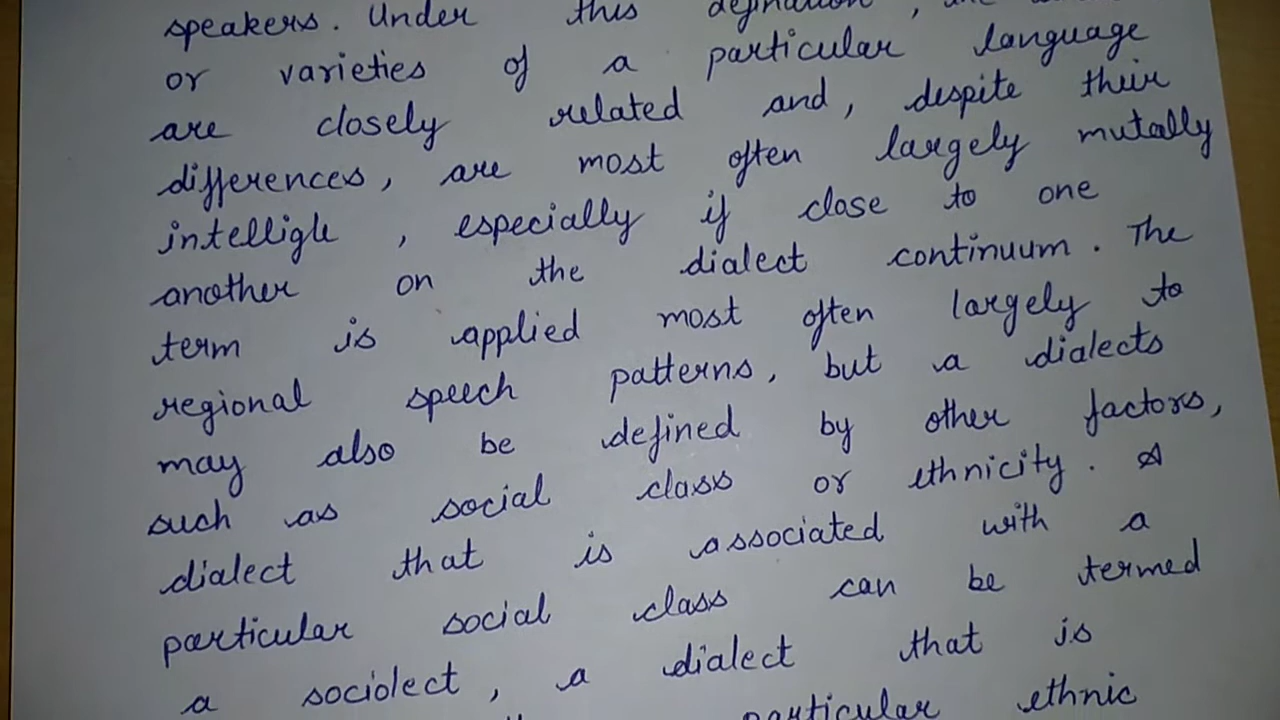 speakers. Under this defination,
or varieties of a particular language
are closely related and, despite their
differences, are most often largely mutally
intelligle, especially if close to one
another on the dialect continuum. The
term is applied most often largely to
regional speech patterns, but a dialects
may also be defined by other factors,
such as social class or ethnicity. A
dialect that is associated with a
particular social class can be termed
a sociolect, a dialect that is
particular ethnic